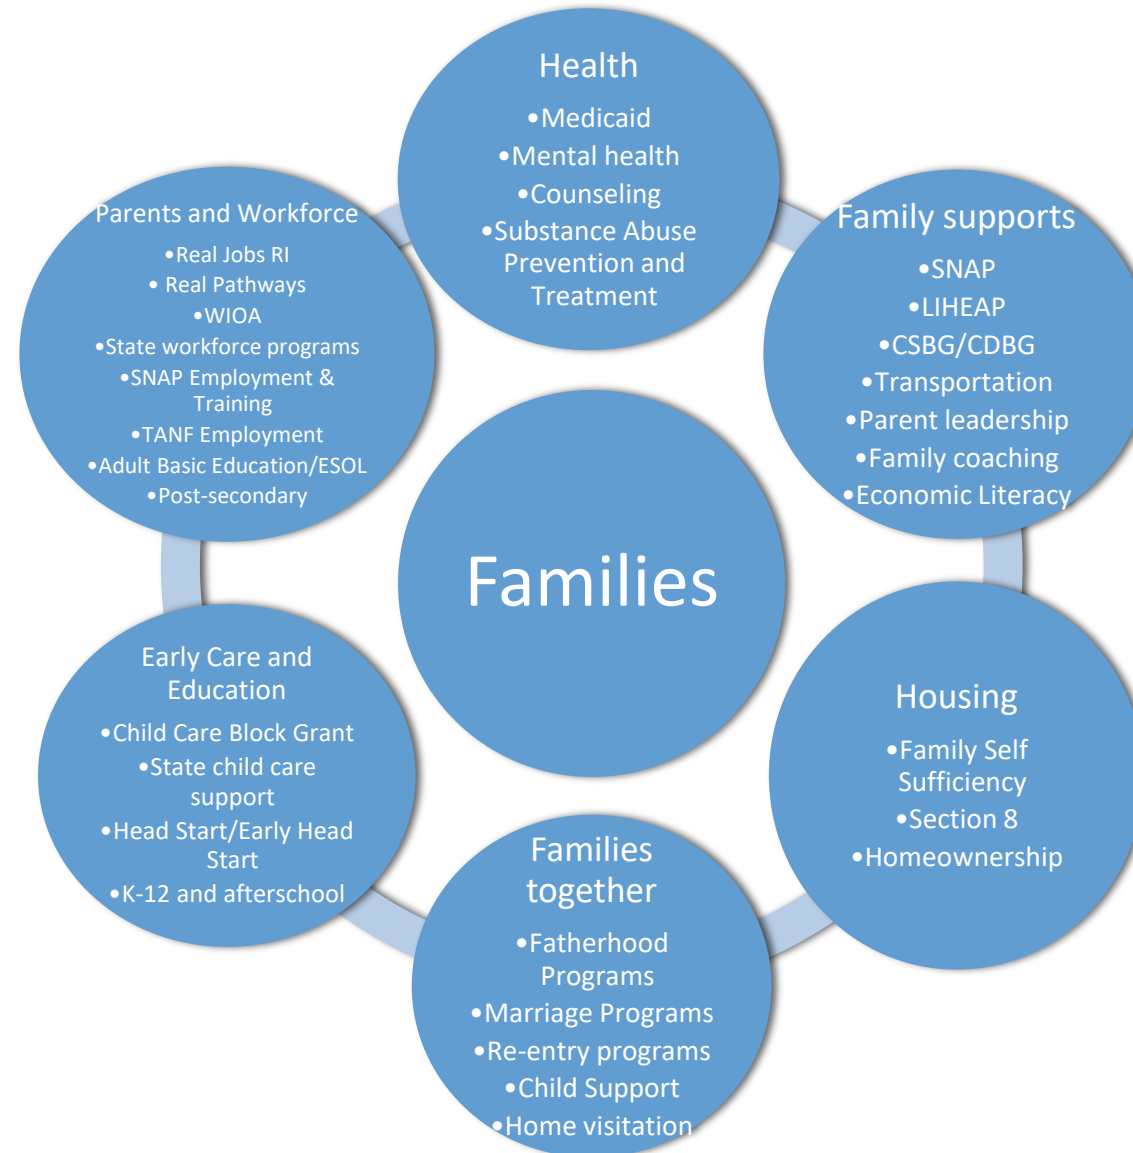 Health
•Medicaid
•Mental health
•Counseling
•Substance Abuse
Prevention and
Treatment
Family supports
•SNAP
•LIHEAP
•CSBG/CDBG
•Transportation
•Parent leadership
•Family coaching
•Economic Literacy
Housing
•Family Self
Sufficiency
•Section 8
•Homeownership
Families
together
•Fatherhood
Programs
•Marriage Programs
•Re-entry programs
•Child Support
•Home visitation
Early Care and
Education
•Child Care Block Grant
•State child care
support
•Head Start/Early Head
Start
•K-12 and afterschool
Parents and Workforce
•Real Jobs RI
• Real Pathways
•WIOA
•State workforce programs
•SNAP Employment &
Training
•TANF Employment
•Adult Basic Education/ESOL
•Post-secondary
Families